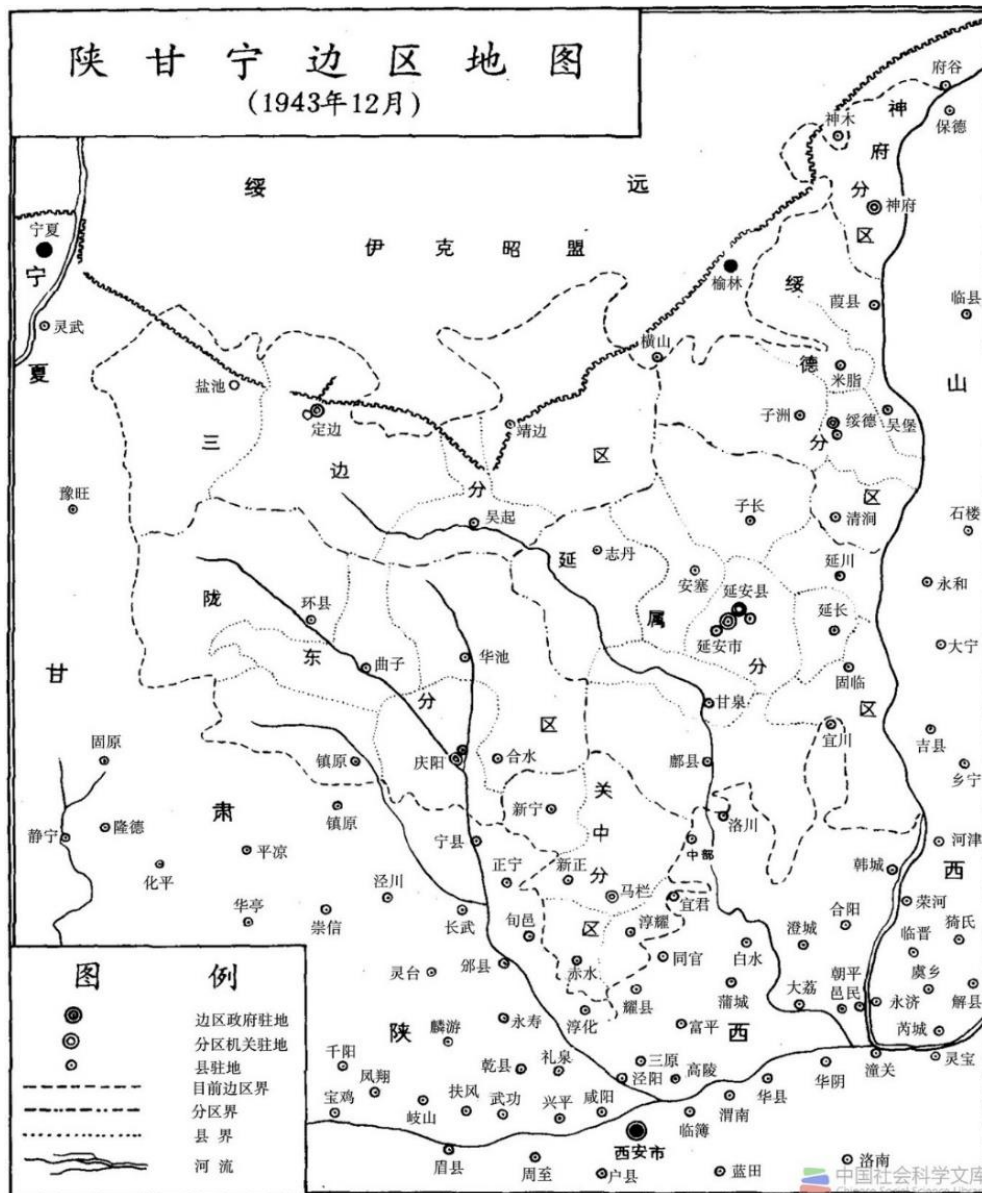 陕甘宁边区地图
(1943年12月)
府谷
神木
神
保德
府
分
神府
区
绥 远
宁夏
伊克昭盟
榆林
宁
绥
葭县
临县
灵武
夏
横山
德
米脂
山
盐池
定边
子洲
绥德
吴堡
靖边
分
三
边
区
分
区
豫旺
吴起
子长
清涧
石楼
延
志丹
安塞
延川
永和
陇
环县
延安县
属
延长
东
延安市
大宁
甘
曲子
华池
分
固临
分
甘泉
区
区
宜川
吉县
固原
镇原
庆阳
合水
鄜县
乡宁
肃
关
镇原
新宁
中
洛川
静宁
隆德
平凉
宁县
中部
河津
化平
正宁
新正
分
韩城
西
泾川
马栏
宜君
荣河
华亭
崇信
长武
旬邑
区
淳耀
合阳
猗氏
澄城
临晋
灵台
邠县
赤水
同官
白水
虞乡
耀县
蒲城
大荔
朝邑
平民
永济
解县
陕
永寿
淳化
富平
西
芮城
麟游
千阳
乾县
礼泉
三原
潼关
灵宝
凤翔
泾阳
高陵
华阴
宝鸡
岐山
扶风
武功
兴平
咸阳
渭南
华县
临潼
西安市
眉县
周至
户县
蓝田
洛南
图 例
边区政府驻地
分区机关驻地
县驻地
目前边区界
分区界
县 界
河 流
中国社会科学文库